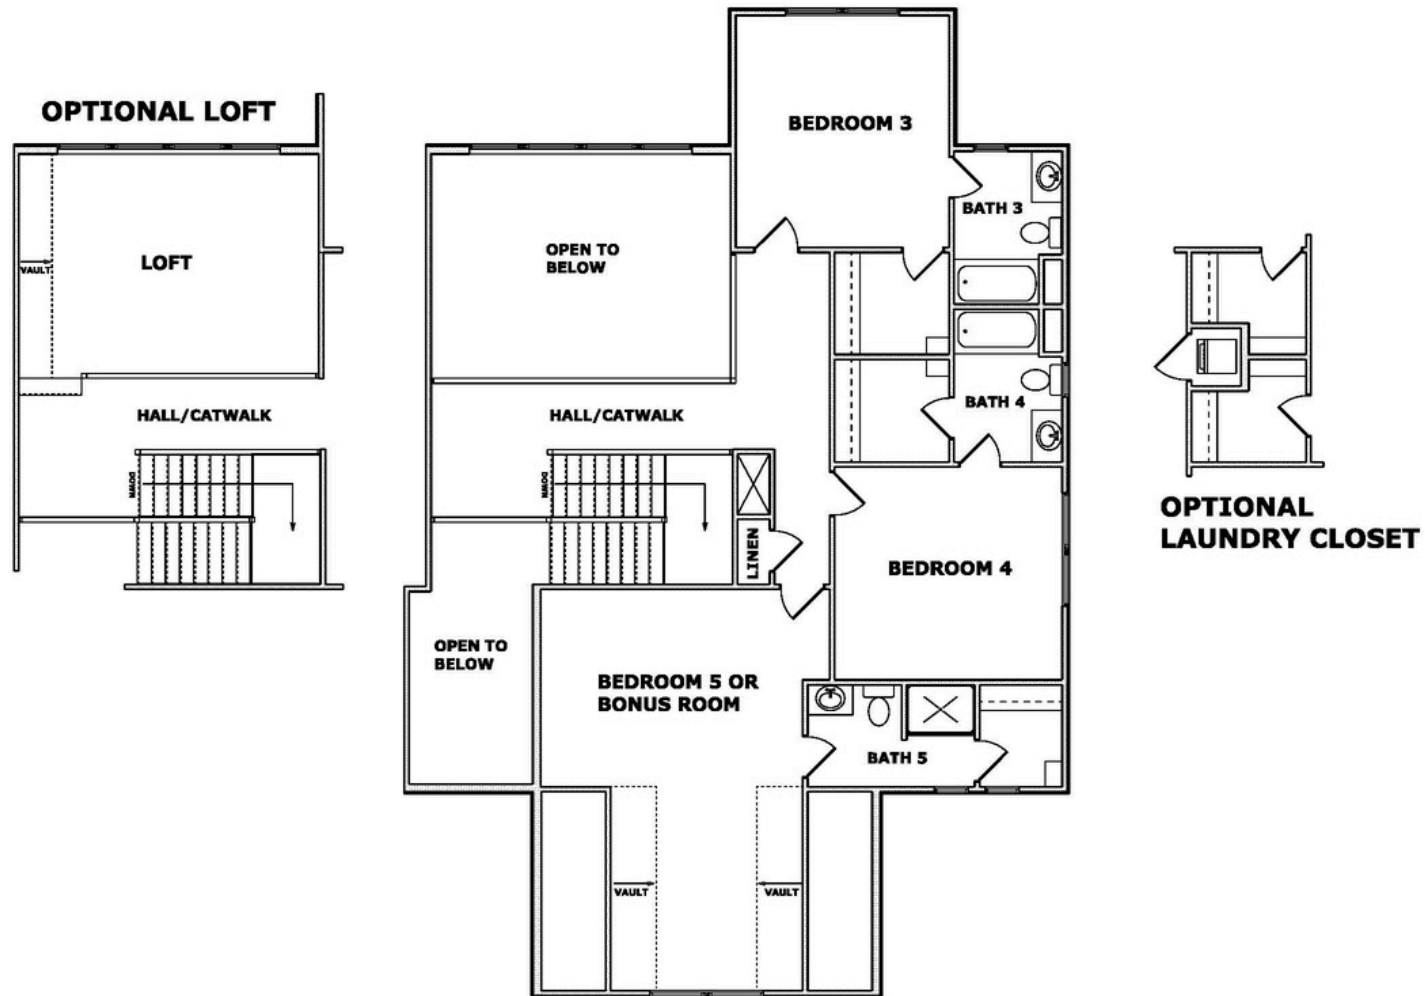 OPTIONAL LOFT
VAULT
LOFT
HALL/CATWALK
DOWN
BEDROOM 3
BATH 3
OPEN TO
BELOW
HALL/CATWALK
BATH 4
DOWN
LINEN
BEDROOM 4
OPEN TO
BELOW
BEDROOM 5 OR
BONUS ROOM
BATH 5
VAULT
VAULT
OPTIONAL
LAUNDRY CLOSET